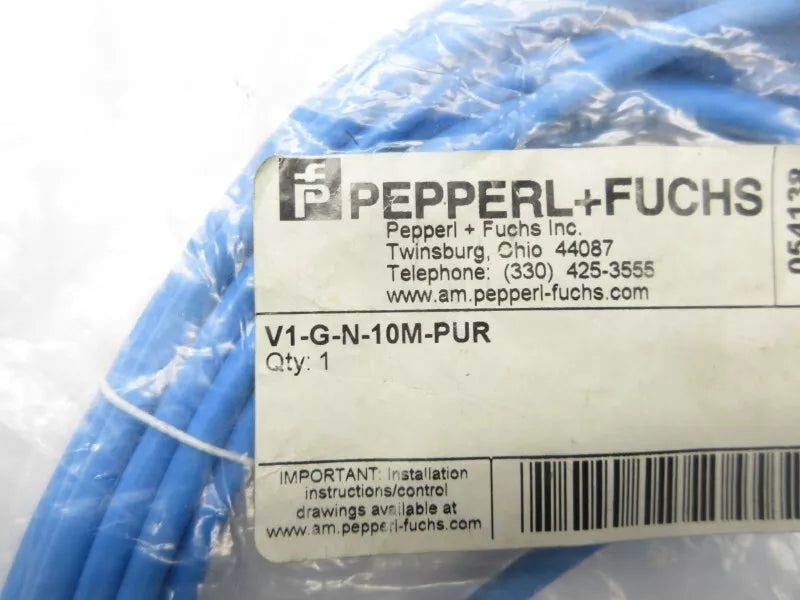 PEPPERL+FUCHS
Pepperl + Fuchs Inc.
Twinsburg, Ohio 44087
Telephone: (330) 425-3555
www.am.pepperl-fuchs.com
054138
V1-G-N-10M-PUR
Qty: 1
IMPORTANT: Installation
instructions/control
drawings available at
www.am.pepperl-fuchs.com